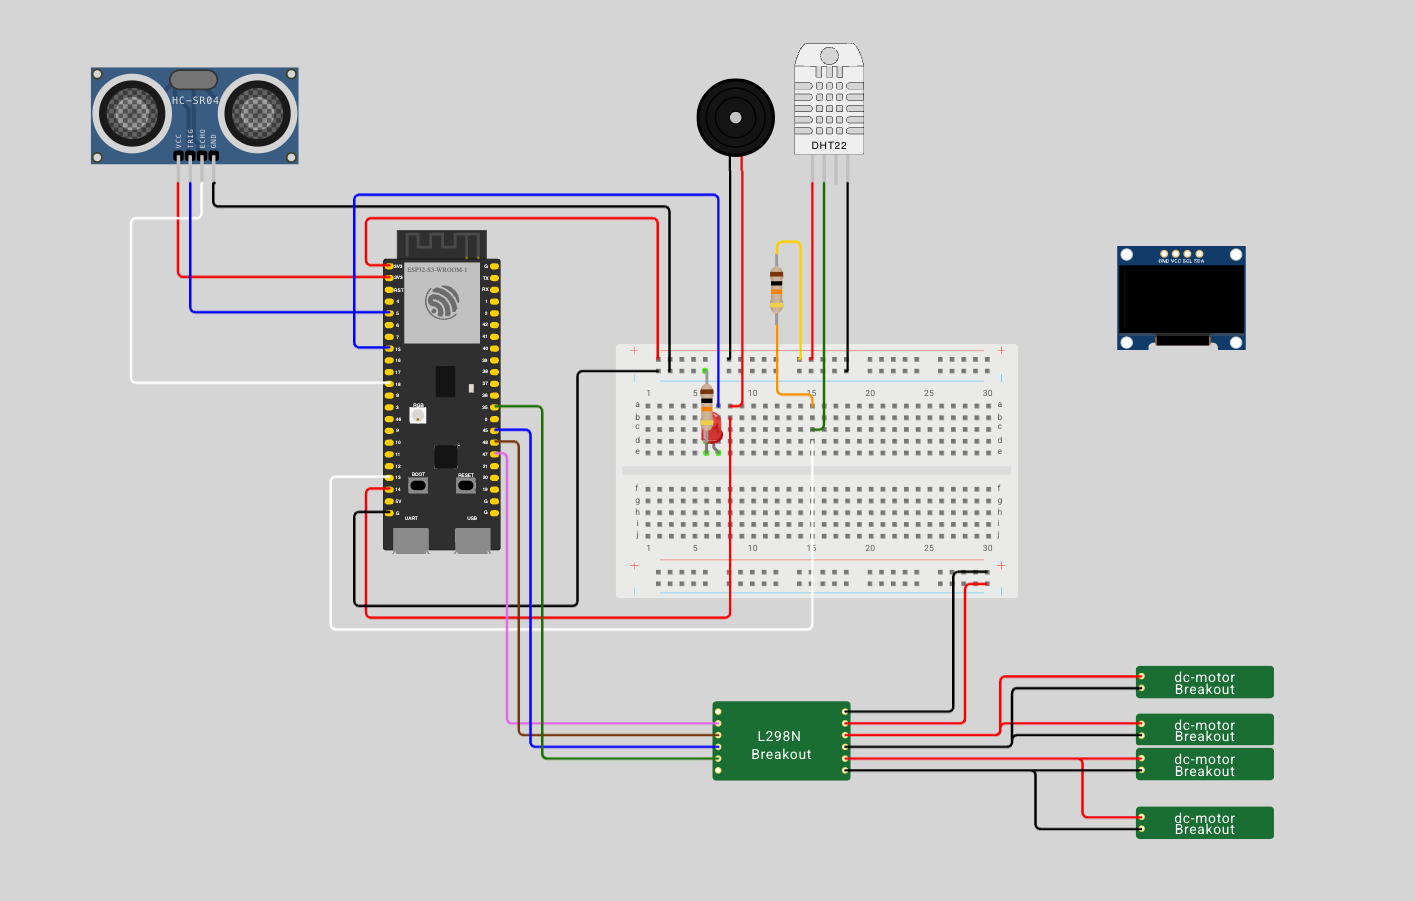 HC-SR04
VCC
TRIG
ECHO
GND
DHT22
ESP32-S3-WROOM-1
3V3
3V3
RST
4
5
6
7
15
16
17
18
8
3
46
9
10
11
12
13
14
5V
G
G
TX
RX
1
2
42
41
40
39
38
37
36
35
0
45
48
47
21
20
19
G
G
RGB
BOOT
RESET
UART
USB
GND VCC SCL SDA
1 5 10 15 20 25 30
a a
b b
c c
d d
e e
f f
g g
h h
i i
j j
1 5 10 15 20 25 30
L298N
Breakout
dc-motor
Breakout
dc-motor
Breakout
dc-motor
Breakout
dc-motor
Breakout